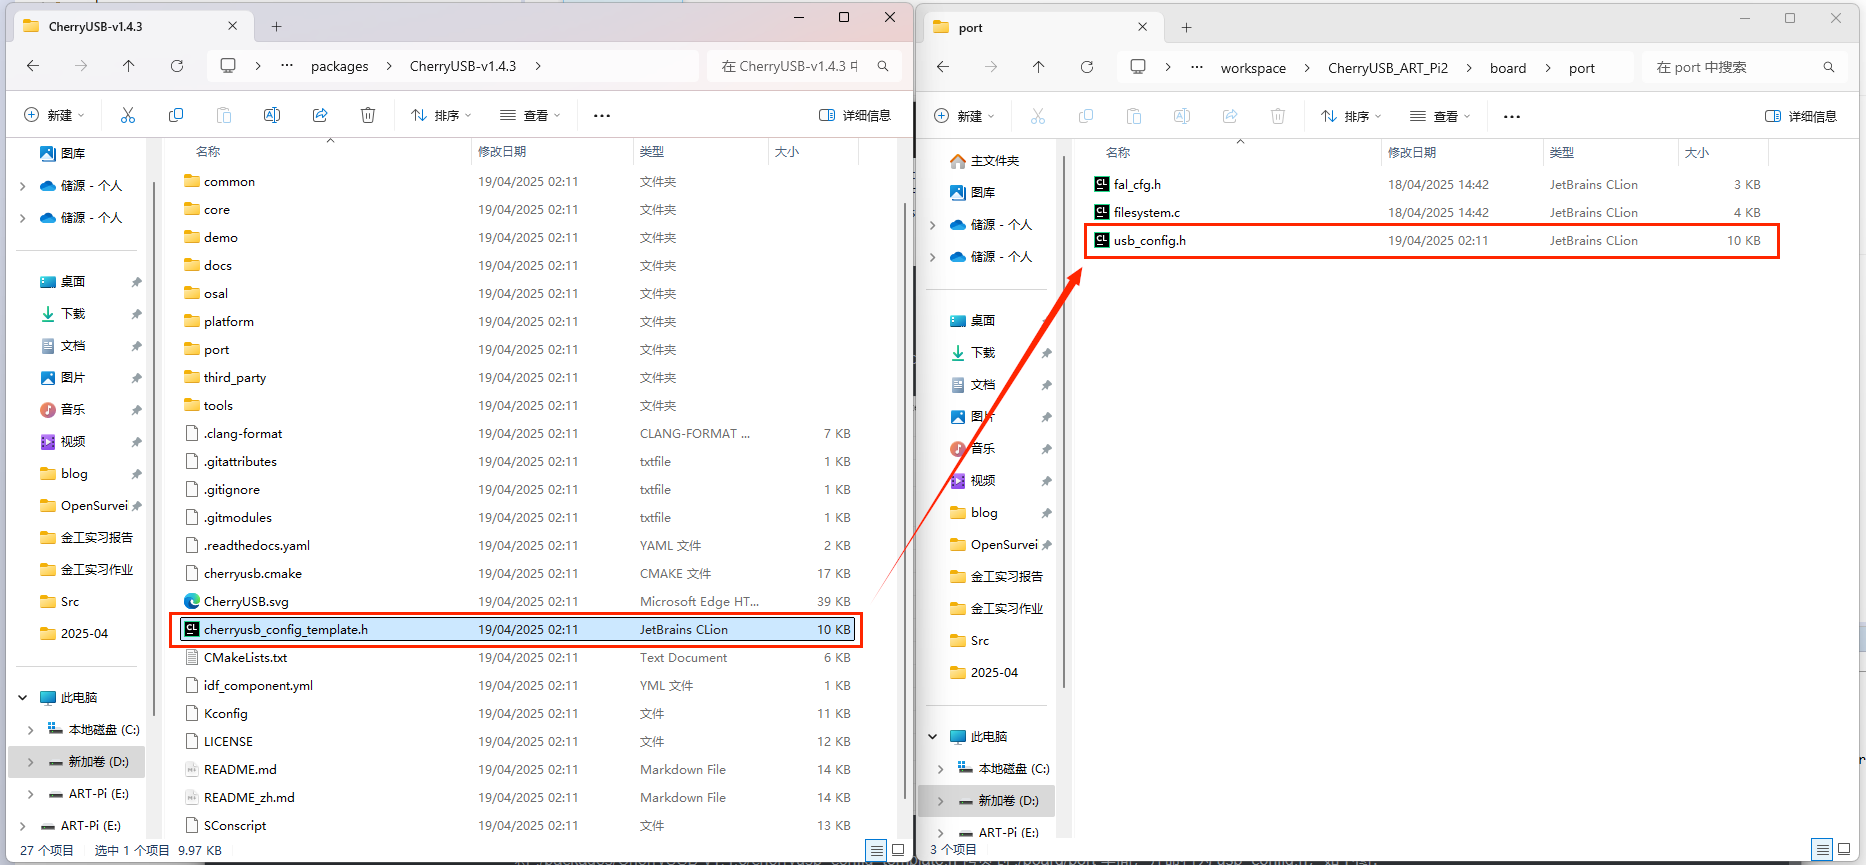 CherryUSB-v1.4.3
packages
CherryUSB-v1.4.3
在 CherryUSB-v1.4.3 中
新建
排序
查看
详细信息
图库
储源 - 个人
储源 - 个人
桌面
下载
文档
图片
音乐
视频
blog
OpenSurvei
金工实习报告
金工实习作业
Src
2025-04
此电脑
本地磁盘 (C:)
新加卷 (D:)
ART-Pi (E:)
ART-Pi (E:)
名称 修改日期 类型 大小
common 19/04/2025 02:11 文件夹
core 19/04/2025 02:11 文件夹
demo 19/04/2025 02:11 文件夹
docs 19/04/2025 02:11 文件夹
osal 19/04/2025 02:11 文件夹
platform 19/04/2025 02:11 文件夹
port 19/04/2025 02:11 文件夹
third_party 19/04/2025 02:11 文件夹
tools 19/04/2025 02:11 文件夹
.clang-format 19/04/2025 02:11 CLANG-FORMAT ... 7 KB
.gitattributes 19/04/2025 02:11 txtfile 1 KB
.gitignore 19/04/2025 02:11 txtfile 1 KB
.gitmodules 19/04/2025 02:11 txtfile 1 KB
.readthedocs.yaml 19/04/2025 02:11 YAML 文件 2 KB
cherryusb.cmake 19/04/2025 02:11 CMAKE 文件 17 KB
CherryUSB.svg 19/04/2025 02:11 Microsoft Edge HT... 39 KB
cherryusb_config_template.h 19/04/2025 02:11 JetBrains CLion 10 KB
CMakeLists.txt 19/04/2025 02:11 Text Document 6 KB
idf_component.yml 19/04/2025 02:11 YML 文件 1 KB
Kconfig 19/04/2025 02:11 文件 11 KB
LICENSE 19/04/2025 02:11 文件 12 KB
README.md 19/04/2025 02:11 Markdown File 14 KB
README_zh.md 19/04/2025 02:11 Markdown File 14 KB
SConscript 19/04/2025 02:11 文件 13 KB
27 个项目 选中 1 个项目 9.97 KB
port
workspace
CherryUSB_ART_Pi2
board
port
在 port 中搜索
新建
排序
查看
详细信息
主文件夹
图库
储源 - 个人
储源 - 个人
桌面
下载
文档
图片
音乐
视频
blog
OpenSurvei
金工实习报告
金工实习作业
Src
2025-04
此电脑
本地磁盘 (C:)
新加卷 (D:)
ART-Pi (E:)
名称 修改日期 类型 大小
fal_cfg.h 18/04/2025 14:42 JetBrains CLion 3 KB
filesystem.c 18/04/2025 14:42 JetBrains CLion 4 KB
usb_config.h 19/04/2025 02:11 JetBrains CLion 10 KB
3 个项目